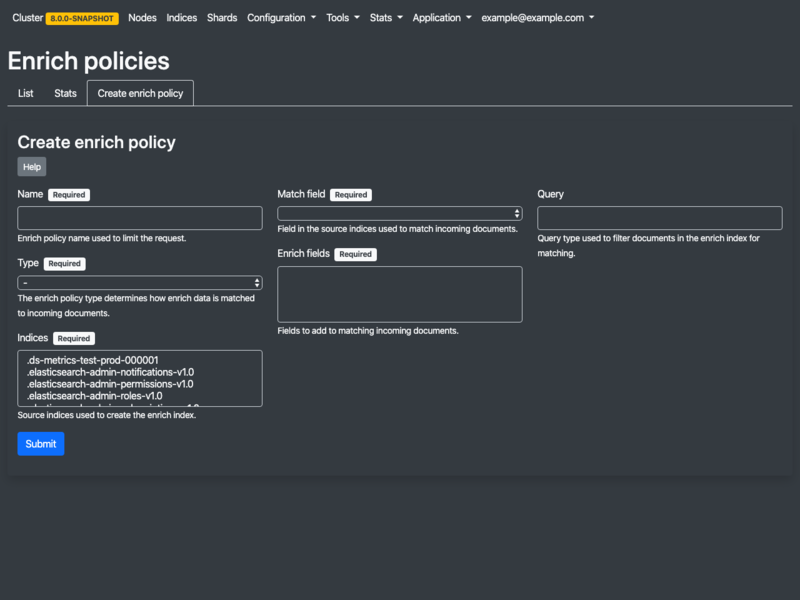 Cluster 8.0.0-SNAPSHOT Nodes Indices Shards Configuration Tools Stats Application example@example.com
Enrich policies
List Stats Create enrich policy
Create enrich policy
Help
Name Required
Enrich policy name used to limit the request.
Type Required
-
The enrich policy type determines how enrich data is matched
to incoming documents.
Indices Required
.ds-metrics-test-prod-000001
.elasticsearch-admin-notifications-v1.0
.elasticsearch-admin-permissions-v1.0
.elasticsearch-admin-roles-v1.0
Source indices used to create the enrich index.
Match field Required
Field in the source indices used to match incoming documents.
Enrich fields Required
Fields to add to matching incoming documents.
Query
Query type used to filter documents in the enrich index for
matching.
Submit